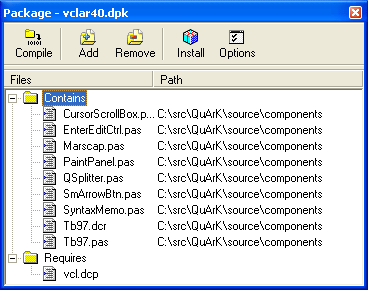 Package - vclar40.dpk
Compile Add Remove Install Options
Files Path
Contains
CursorScrollBox.p... C:\src\QuArK\source\components
EnterEditCtrl.pas C:\src\QuArK\source\components
Marscap.pas C:\src\QuArK\source\components
PaintPanel.pas C:\src\QuArK\source\components
QSplitter.pas C:\src\QuArK\source\components
SmArrowBtn.pas C:\src\QuArK\source\components
SyntaxMemo.pas C:\src\QuArK\source\components
Tb97.dcr C:\src\QuArK\source\components
Tb97.pas C:\src\QuArK\source\components
Requires
vcl.dcp